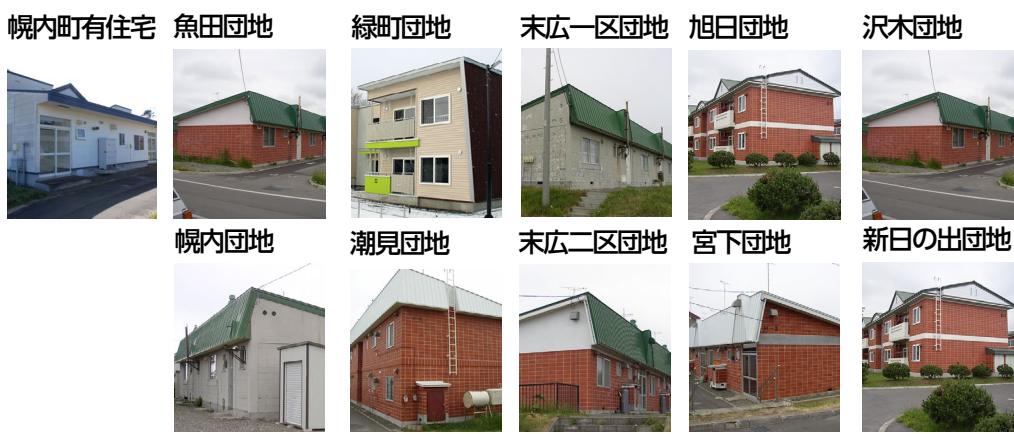 幌内町有住宅
魚田団地
緑町団地
末広一区団地
旭日団地
沢木団地
幌内団地
潮見団地
末広二区団地
宮下団地
新日の出団地